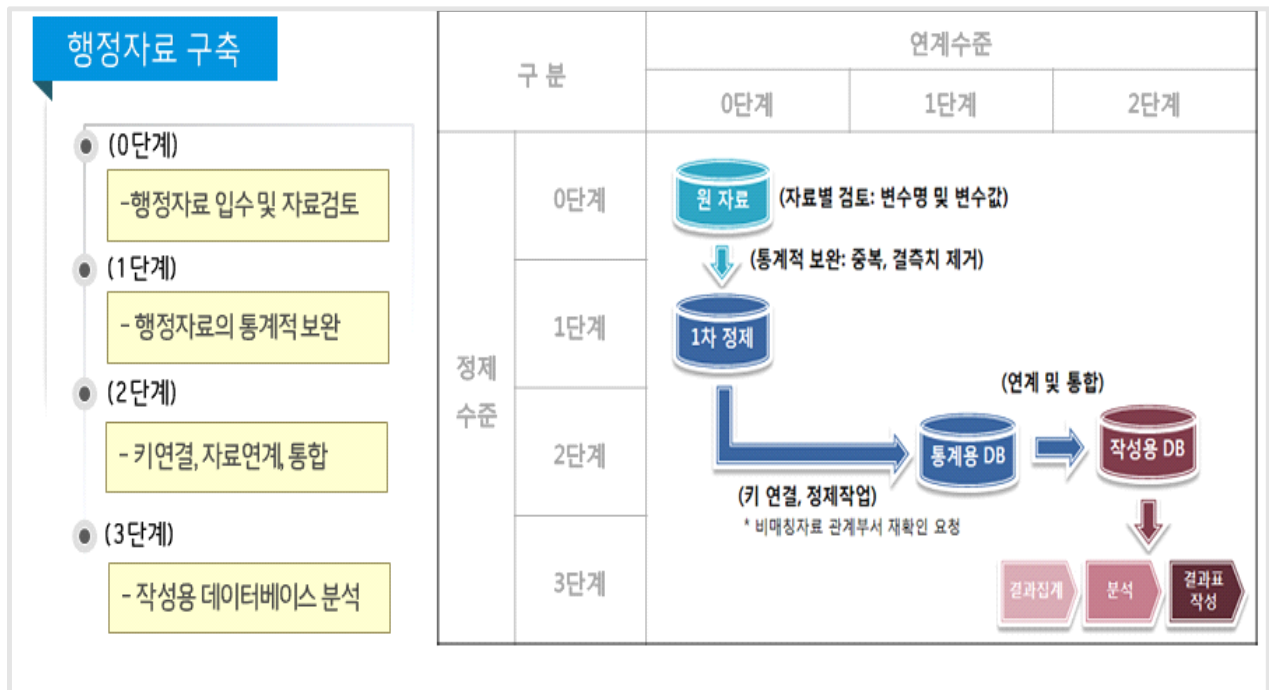 행정자료 구축
(0단계)
-행정자료 입수 및 자료검토
(1단계)
- 행정자료의 통계적 보완
(2단계)
- 키연결, 자료연계, 통합
(3단계)
- 작성용 데이터베이스 분석
구 분
연계수준
0단계
1단계
2단계
정제
수준
0단계
원 자료
(자료별 검토: 변수명 및 변수값)
(통계적 보완: 중복, 결측치 제거)
1단계
1차 정제
(연계 및 통합)
2단계
통계용 DB
작성용 DB
(키 연결, 정제작업)
* 비매칭자료 관계부서 재확인 요청
3단계
결과집계
분석
결과표
작성